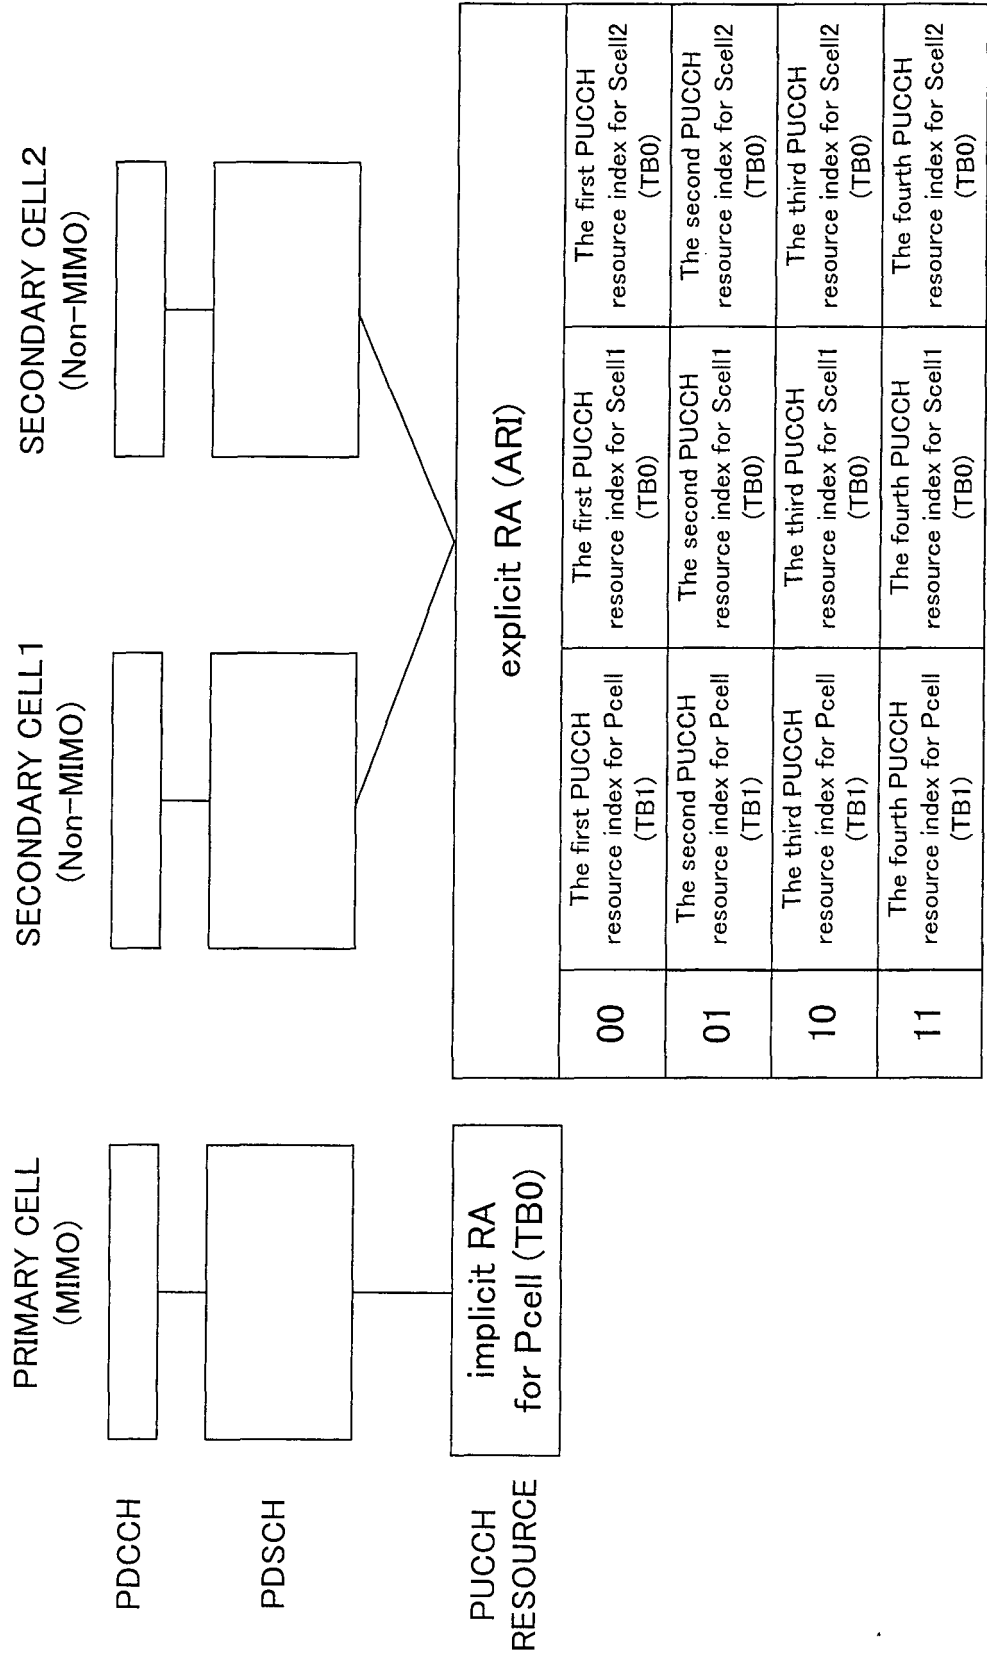 PRIMARY CELL
(MIMO)
SECONDARY CELL1
(Non-MIMO)
SECONDARY CELL2
(Non-MIMO)
PDCCH
PDSCH
PUCCH
RESOURCE
implicit RA
for Pcell (TB0)
explicit RA (ARI)
00
The first PUCCH
resource index for Pcell
(TB1)
The first PUCCH
resource index for Scell1
(TB0)
The first PUCCH
resource index for Scell2
(TB0)
01
The second PUCCH
resource index for Pcell
(TB1)
The second PUCCH
resource index for Scell1
(TB0)
The second PUCCH
resource index for Scell2
(TB0)
10
The third PUCCH
resource index for Pcell
(TB1)
The third PUCCH
resource index for Scell1
(TB0)
The third PUCCH
resource index for Scell2
(TB0)
11
The fourth PUCCH
resource index for Pcell
(TB1)
The fourth PUCCH
resource index for Scell1
(TB0)
The fourth PUCCH
resource index for Scell2
(TB0)